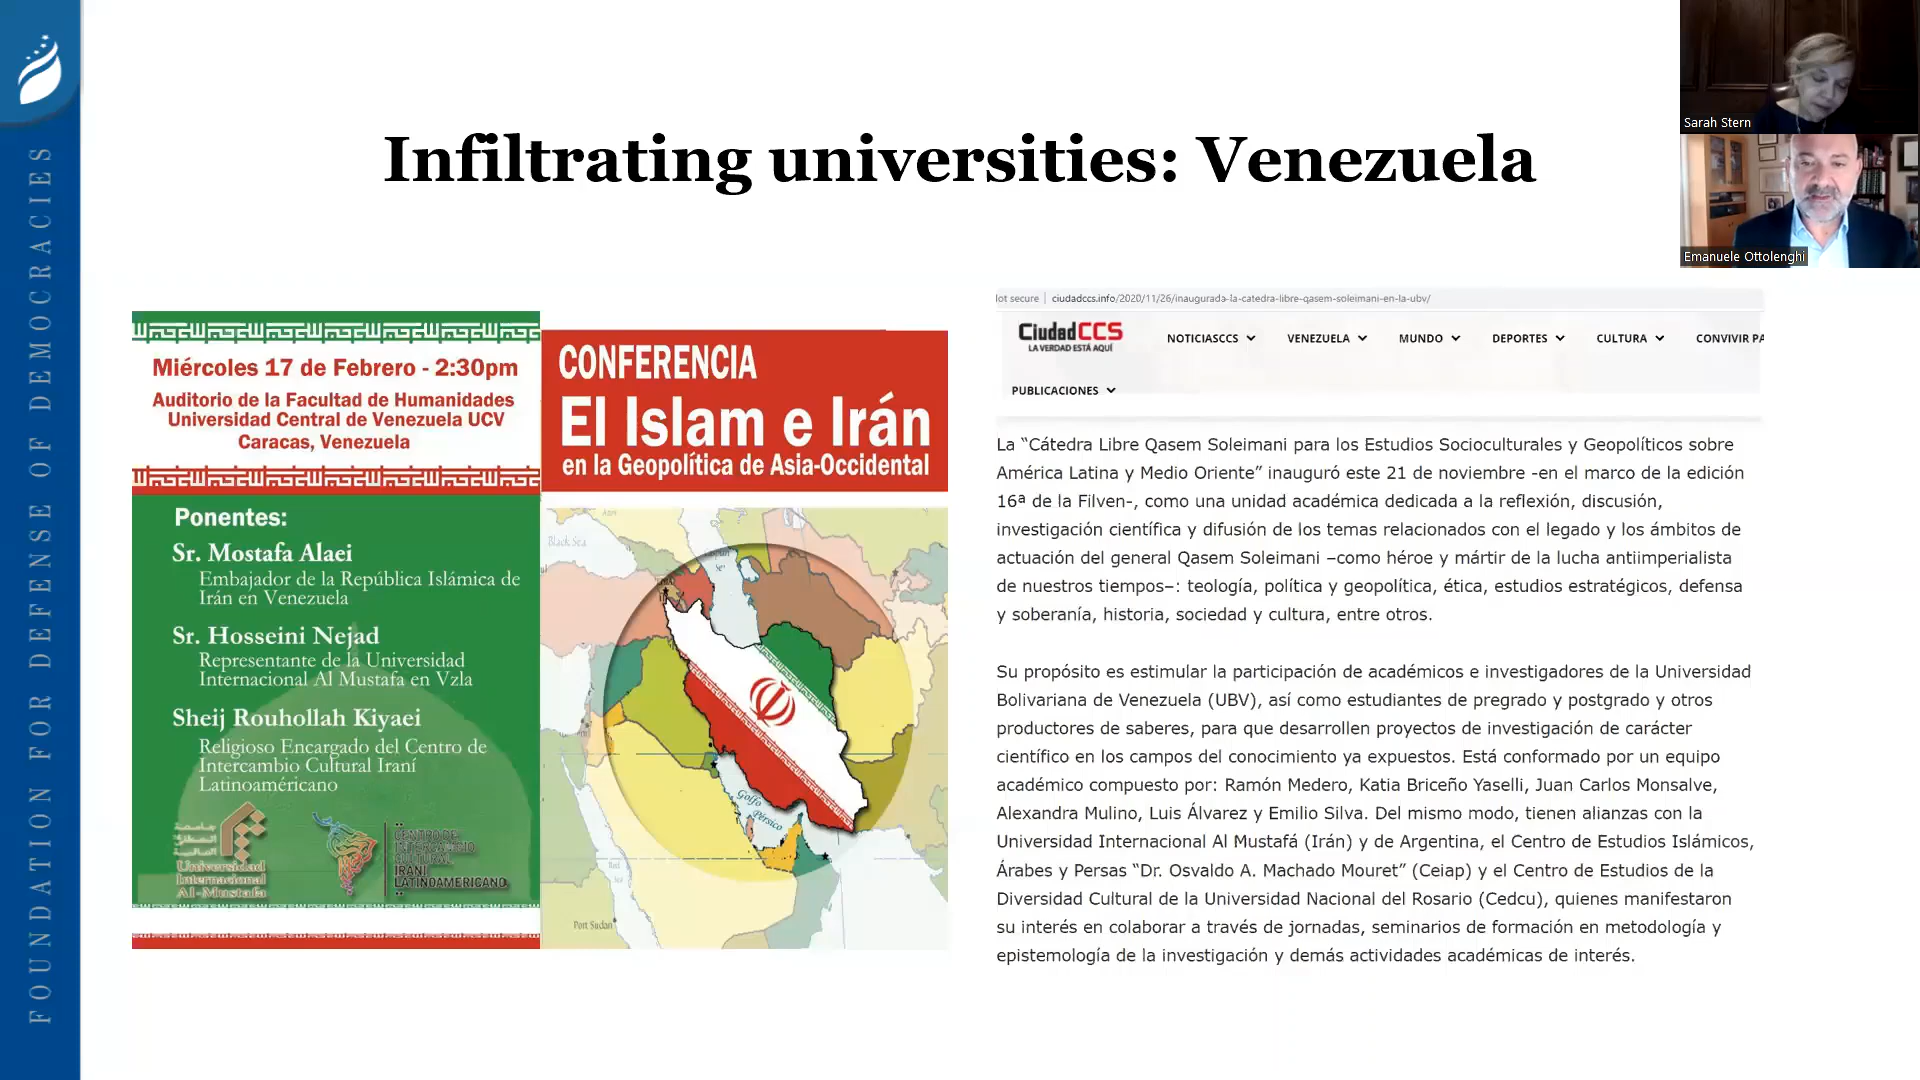 FOUNDATION FOR DEFENSE OF DEMOCRACIES
Infiltrating universities: Venezuela
Sarah Stern
Emanuele Ottolenghi
Miércoles 17 de Febrero - 2:30pm
Auditorio de la Facultad de Humanidades
Universidad Central de Venezuela UCV
Caracas, Venezuela
Ponentes:
Sr. Mostafa Alaei
Embajador de la República Islámica de
Irán en Venezuela
Sr. Hosseini Nejad
Representante de la Universidad
Internacional Al Mustafa en Vzla
Sheij Rouhollah Kiyaei
Religioso Encargado del Centro de
Intercambio Cultural Iraní
Latinoaméricano
Universidad
Internacional
Al-Mustafa
CENTRO DE
INTERCAMBIO
CULTURAL
IRANÍ
LATINOAMERICANO
CONFERENCIA
El Islam e Irán
en la Geopolítica de Asia-Occidental
Black Sea
Golfo
Pérsico
Port Sudan
lot secure
ciudadccs.info/2020/11/26/inaugurada-la-catedra-libre-qasem-soleimani-en-la-ubv/
CiudadCCS
LA VERDAD ESTÁ AQUÍ
NOTICIASCCS VENEZUELA MUNDO DEPORTES CULTURA CONVIVIR PA
PUBLICACIONES
La “Cátedra Libre Qasem Soleimani para los Estudios Socioculturales y Geopolíticos sobre
América Latina y Medio Oriente” inauguró este 21 de noviembre -en el marco de la edición
16ª de la Filven-, como una unidad académica dedicada a la reflexión, discusión,
investigación científica y difusión de los temas relacionados con el legado y los ámbitos de
actuación del general Qasem Soleimani –como héroe y mártir de la lucha antiimperialista
de nuestros tiempos–: teología, política y geopolítica, ética, estudios estratégicos, defensa
y soberanía, historia, sociedad y cultura, entre otros.
Su propósito es estimular la participación de académicos e investigadores de la Universidad
Bolivariana de Venezuela (UBV), así como estudiantes de pregrado y postgrado y otros
productores de saberes, para que desarrollen proyectos de investigación de carácter
científico en los campos del conocimiento ya expuestos. Está conformado por un equipo
académico compuesto por: Ramón Medero, Katia Briceño Yaselli, Juan Carlos Monsalve,
Alexandra Mulino, Luis Álvarez y Emilio Silva. Del mismo modo, tienen alianzas con la
Universidad Internacional Al Mustafá (Irán) y de Argentina, el Centro de Estudios Islámicos,
Árabes y Persas “Dr. Osvaldo A. Machado Mouret” (Ceiap) y el Centro de Estudios de la
Diversidad Cultural de la Universidad Nacional del Rosario (Cedcu), quienes manifestaron
su interés en colaborar a través de jornadas, seminarios de formación en metodología y
epistemología de la investigación y demás actividades académicas de interés.